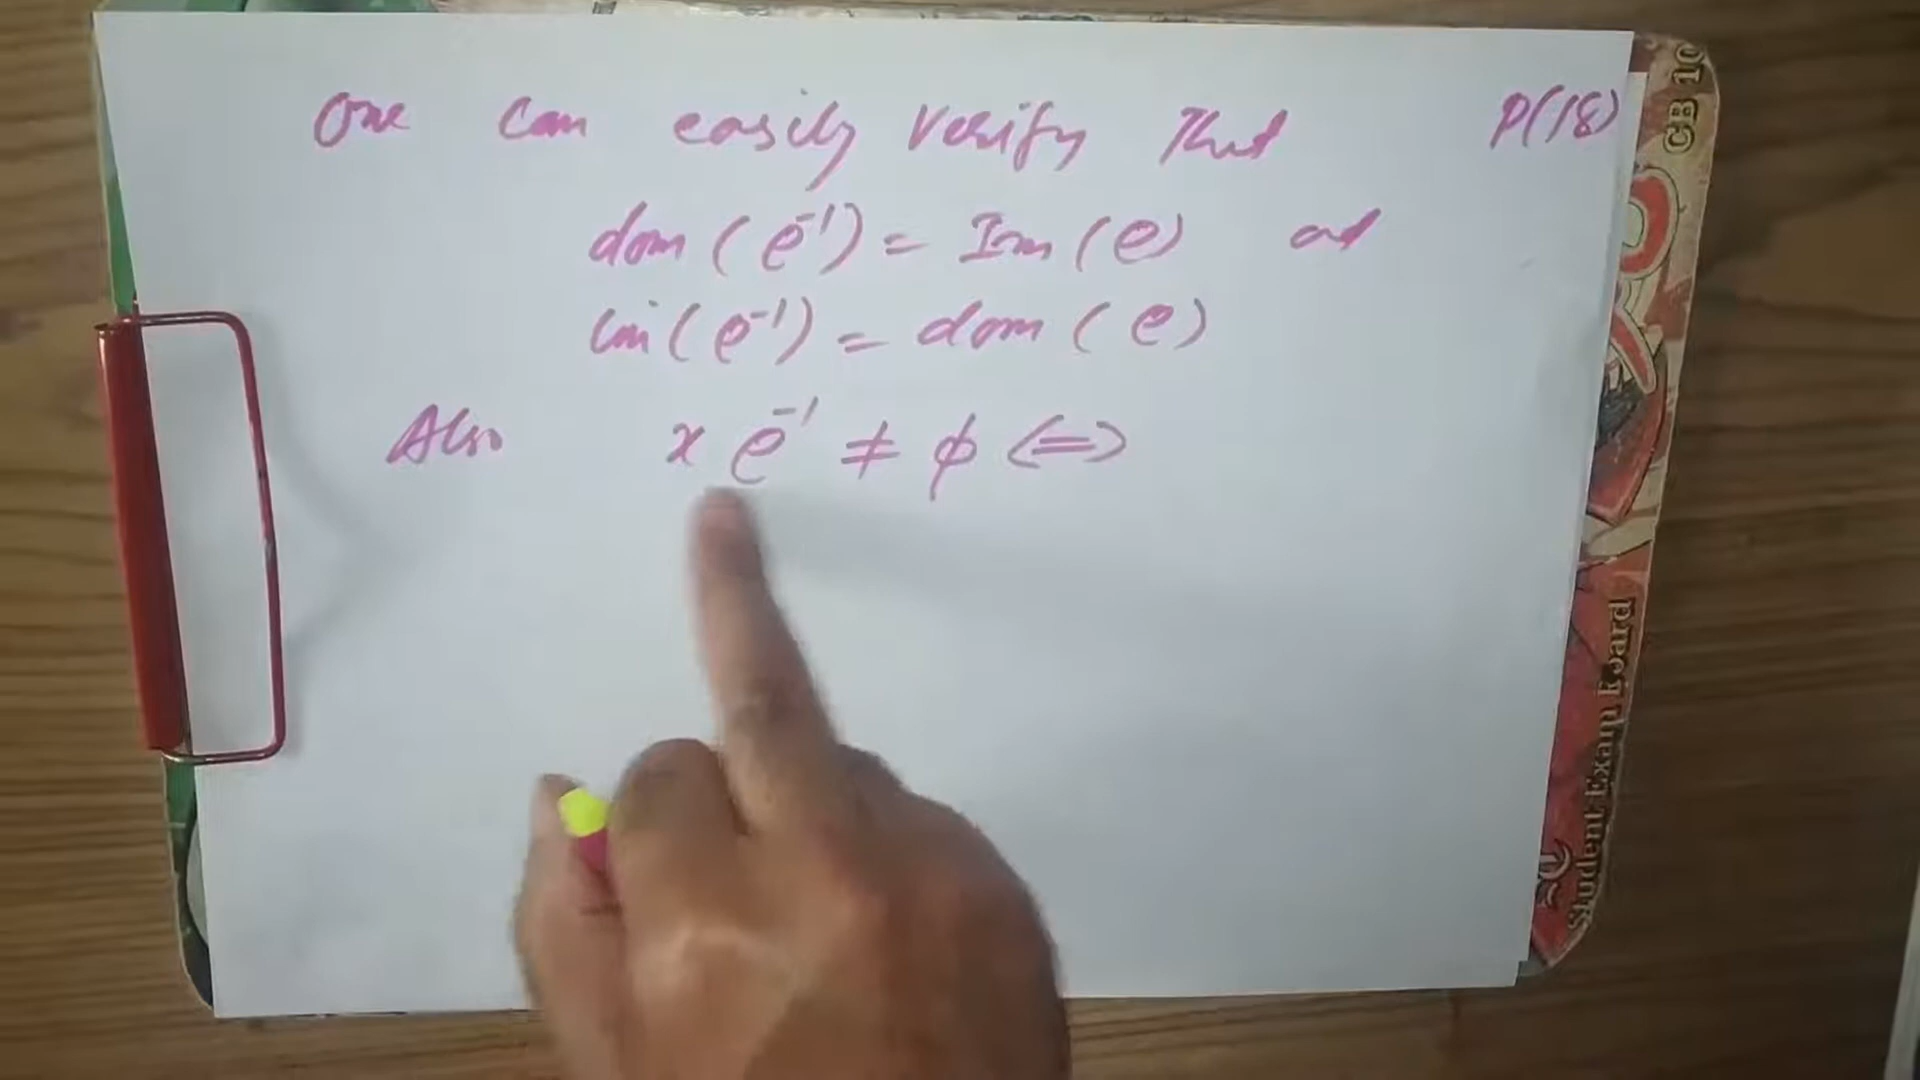 One can easily verify that P(18)
dom (ρ⁻¹) = Im (ρ) and
Im (ρ⁻¹) = dom (ρ)
Also x ρ⁻¹ ≠ φ <=>
CB 10
Student Exam Board